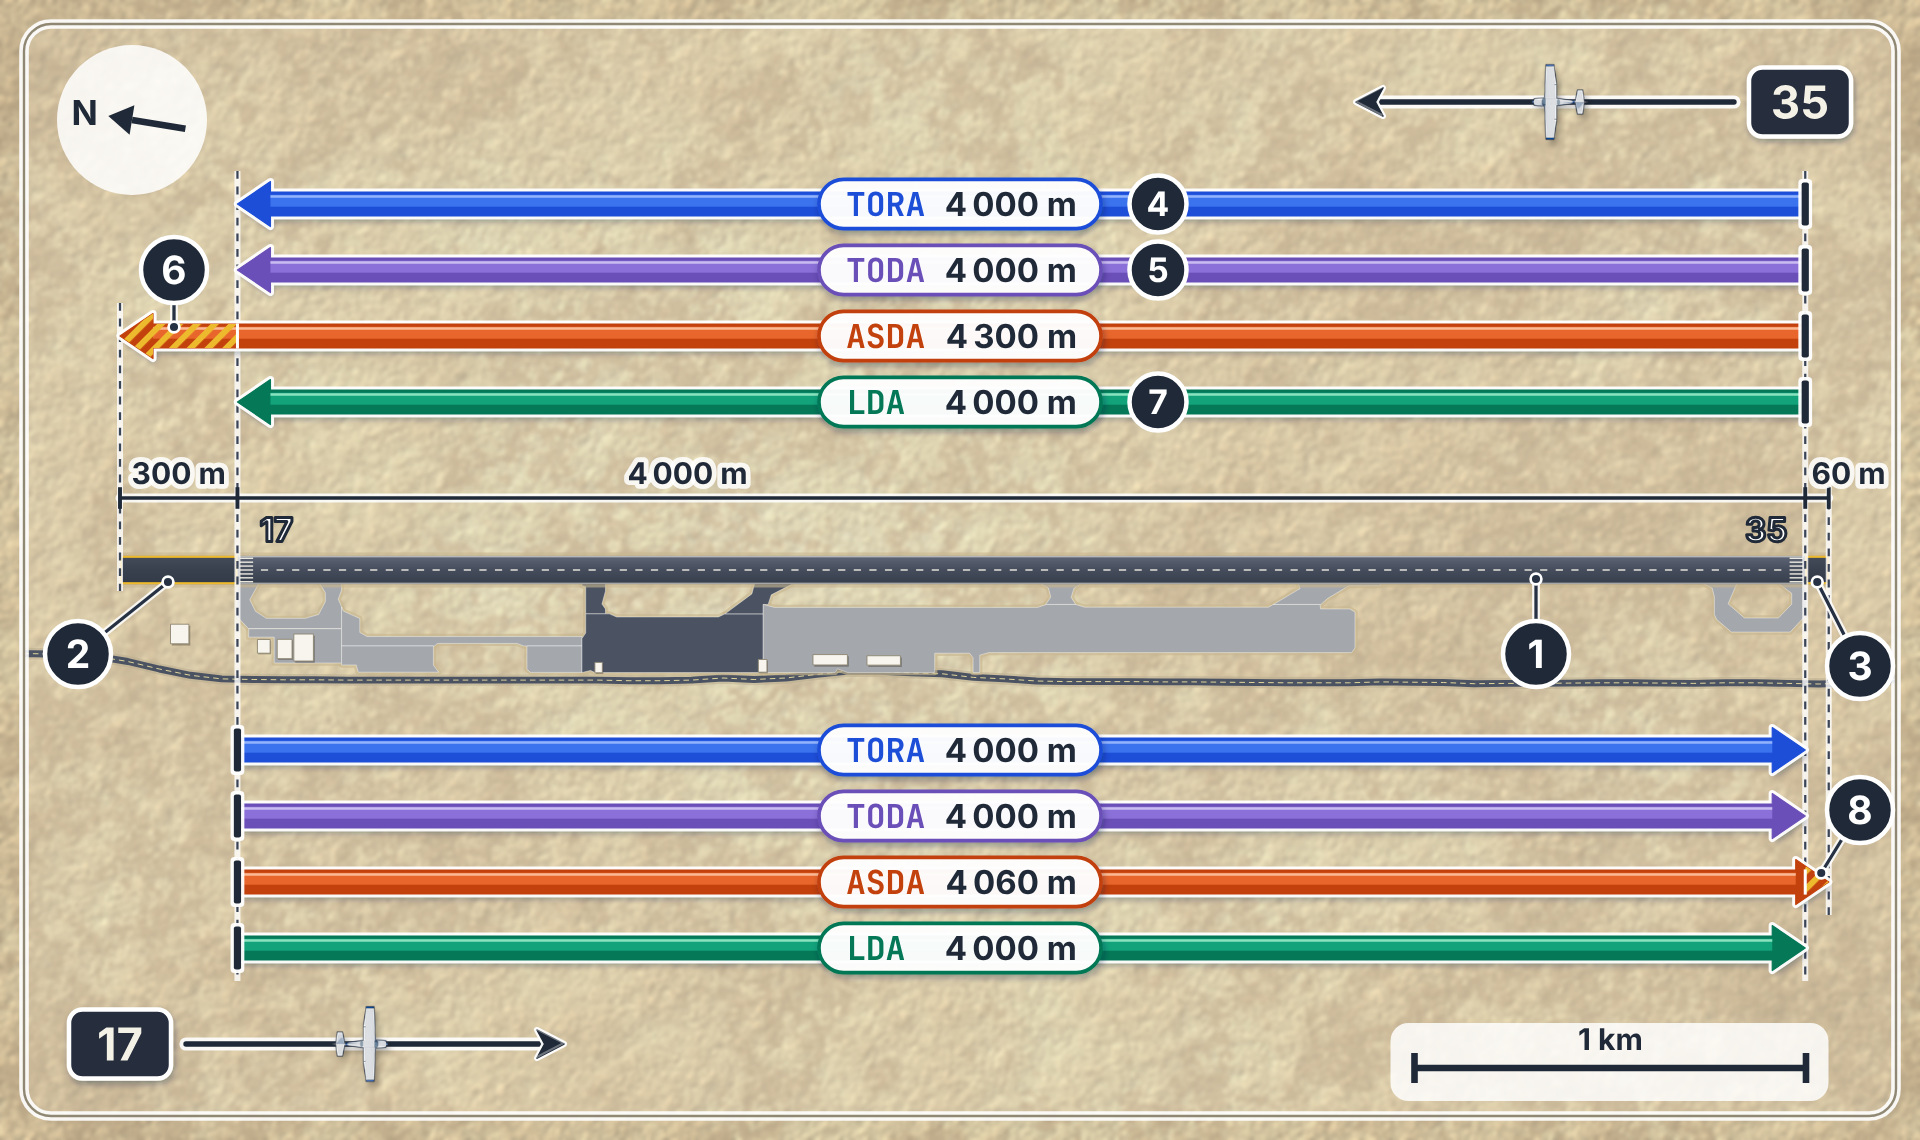 N
35
TORA 4 000 m 4
6
TODA 4 000 m 5
ASDA 4 300 m
LDA 4 000 m 7
300 m 4 000 m 60 m
17 35
2 1 3
TORA 4 000 m
TODA 4 000 m
8
ASDA 4 060 m
LDA 4 000 m
17
1 km